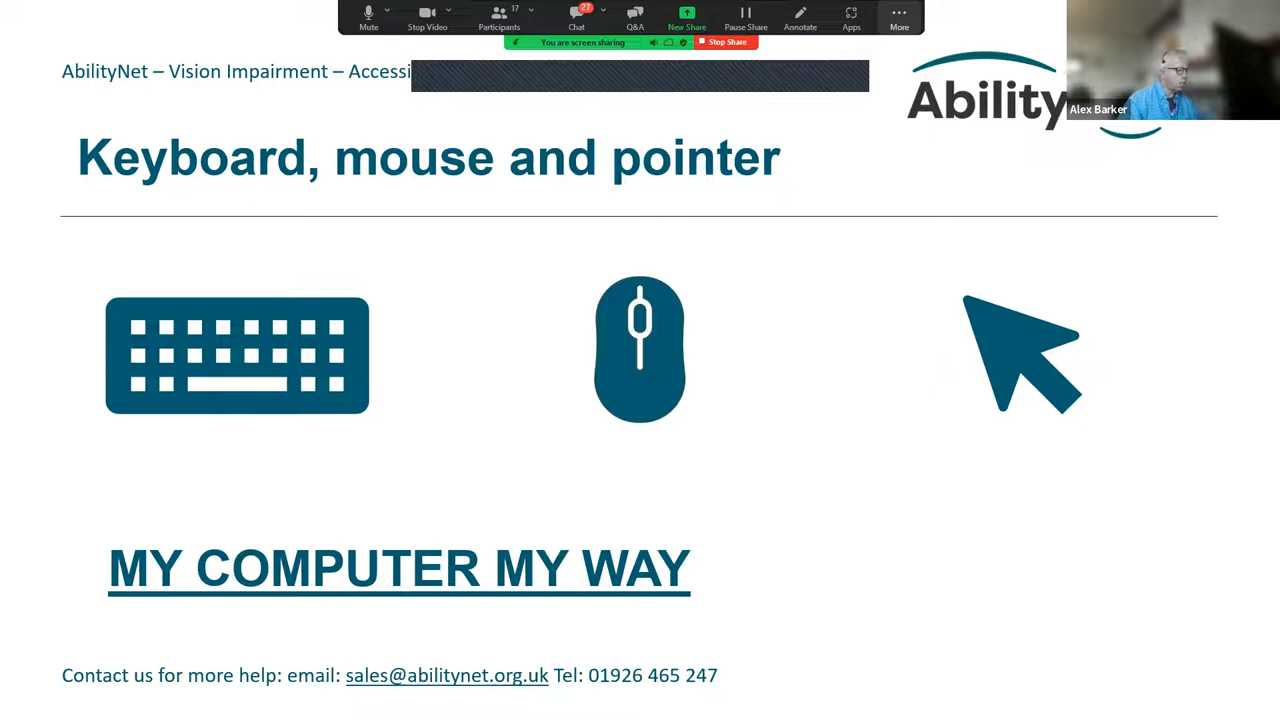 Mute
Stop Video
17
Participants
27
Chat
Q&A
New Share
Pause Share
Annotate
Apps
More
You are screen sharing
Stop Share
AbilityNet – Vision Impairment – Accessi
Ability
Alex Barker
Keyboard, mouse and pointer
MY COMPUTER MY WAY
Contact us for more help: email: sales@abilitynet.org.uk Tel: 01926 465 247